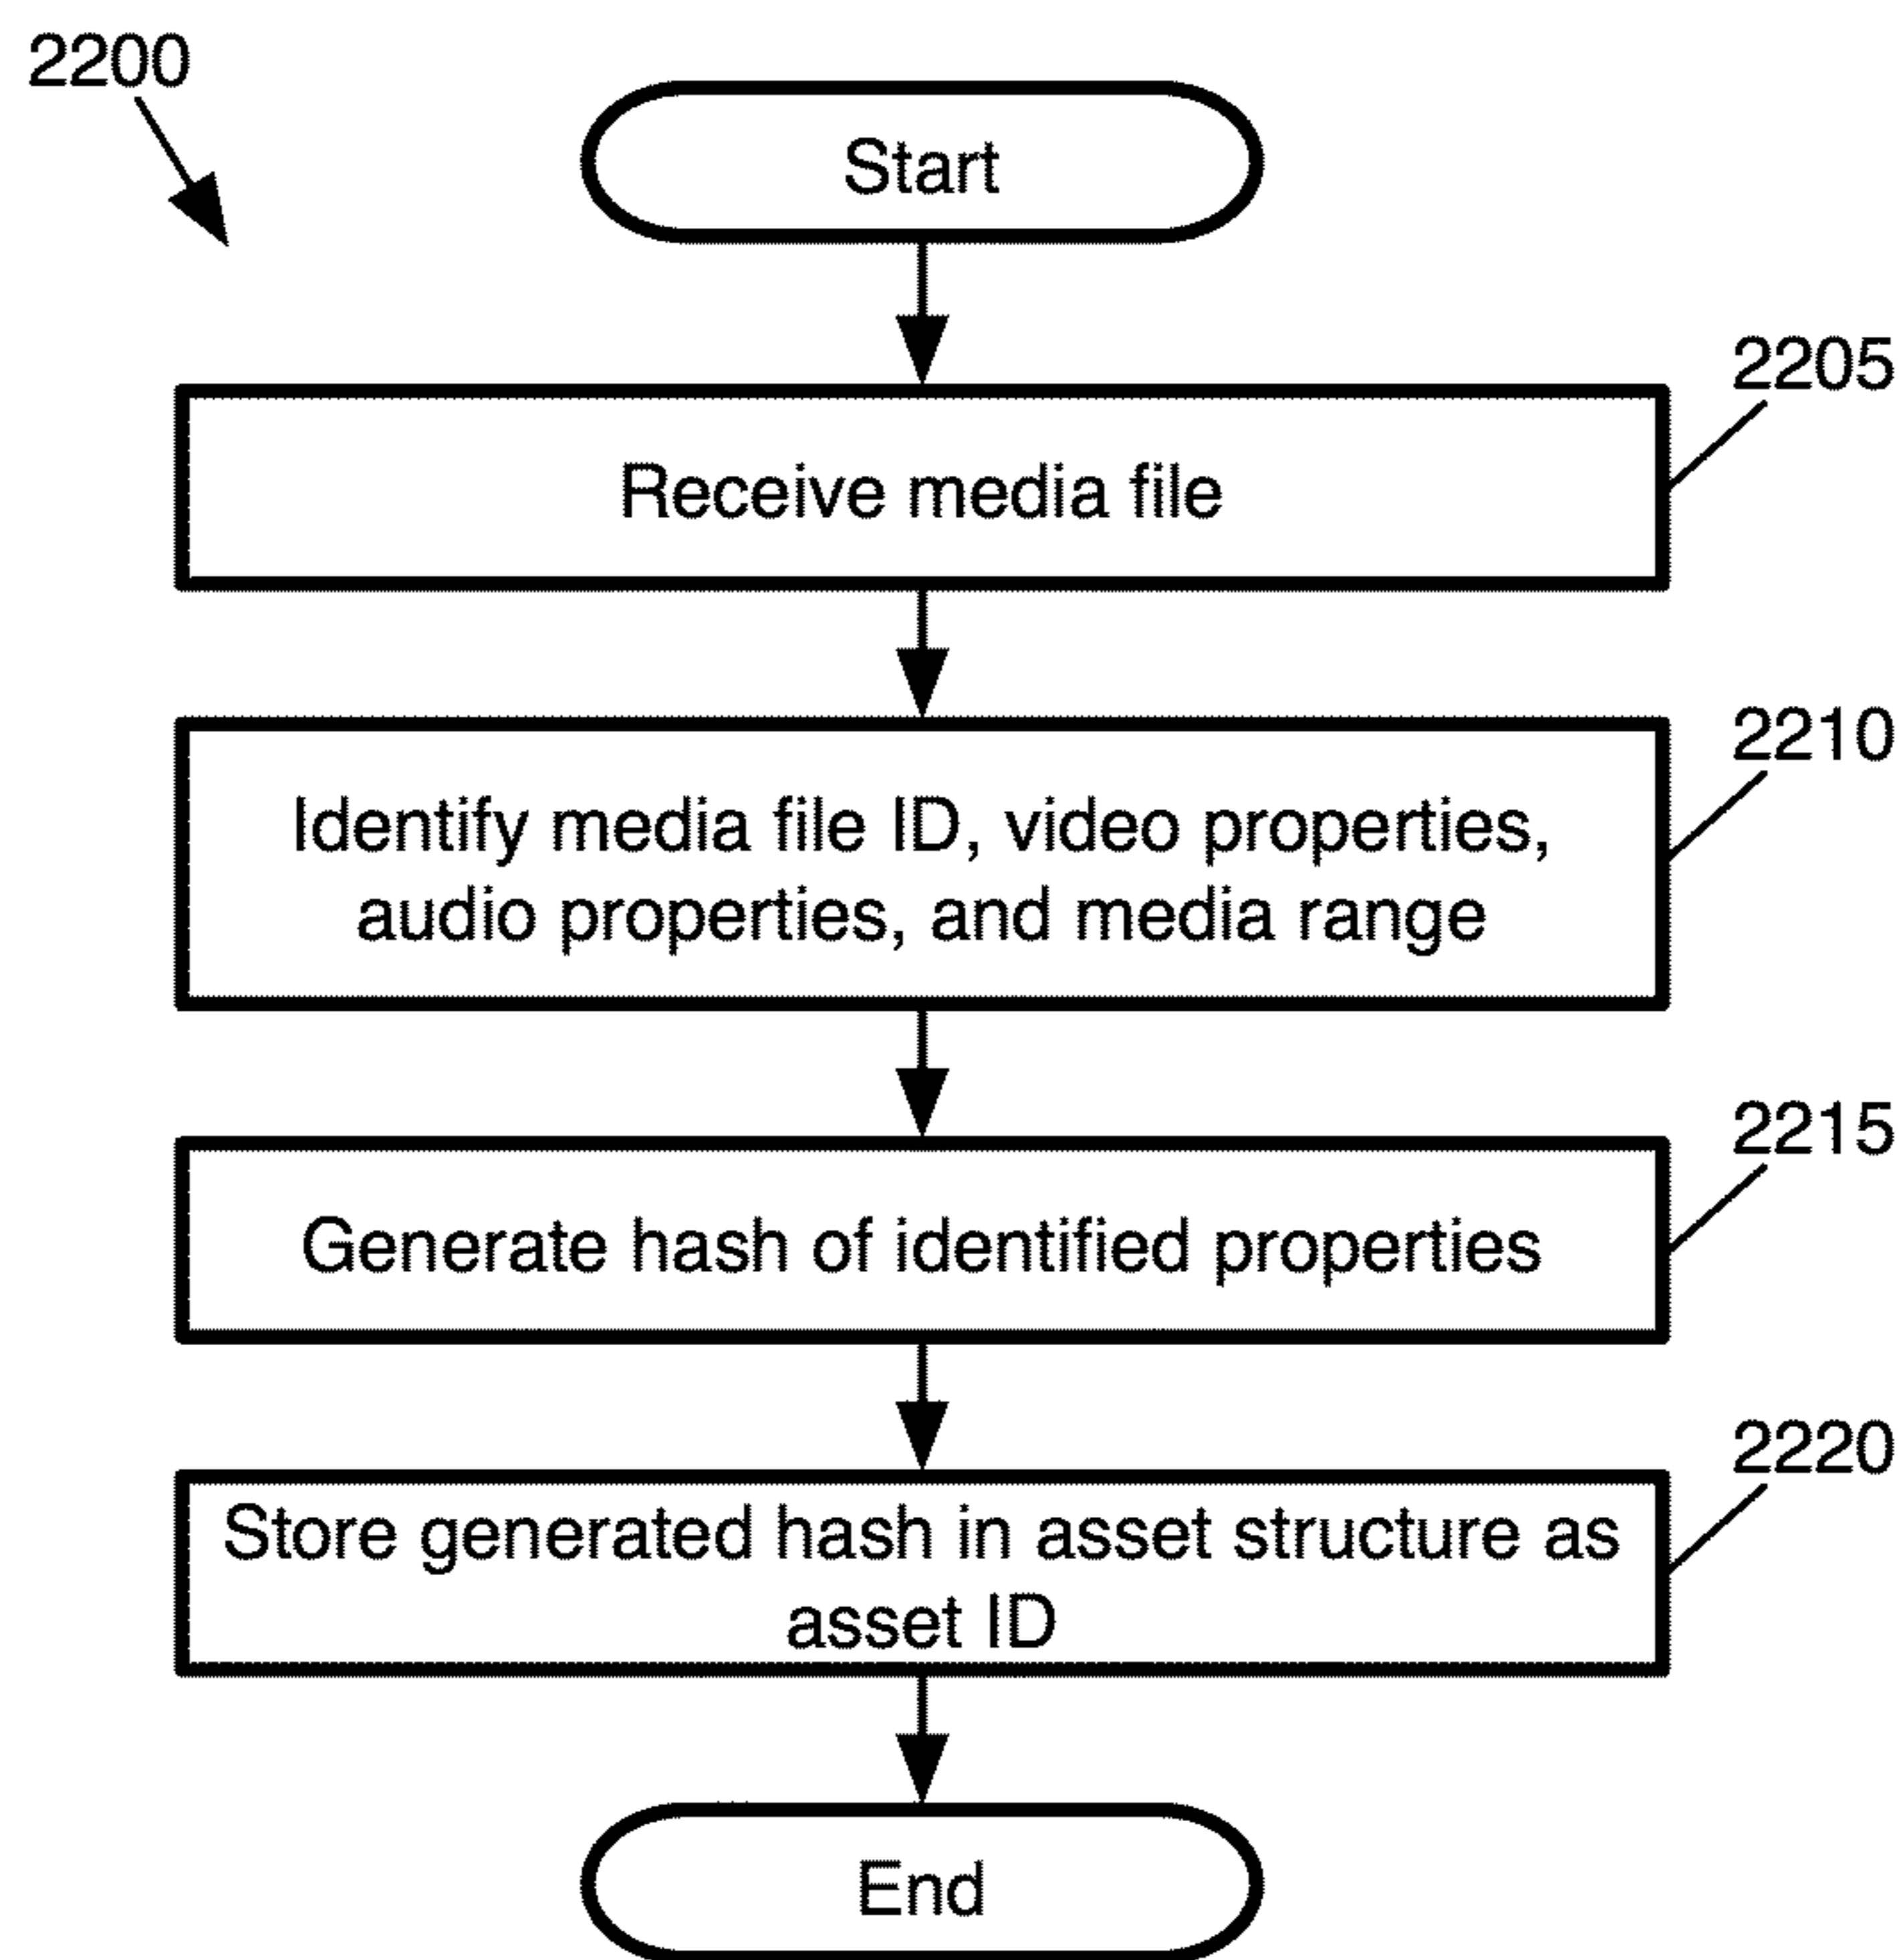 2200
Start
2205
Receive media file
2210
Identify media file ID, video properties,
audio properties, and media range
2215
Generate hash of identified properties
2220
Store generated hash in asset structure as
asset ID
End